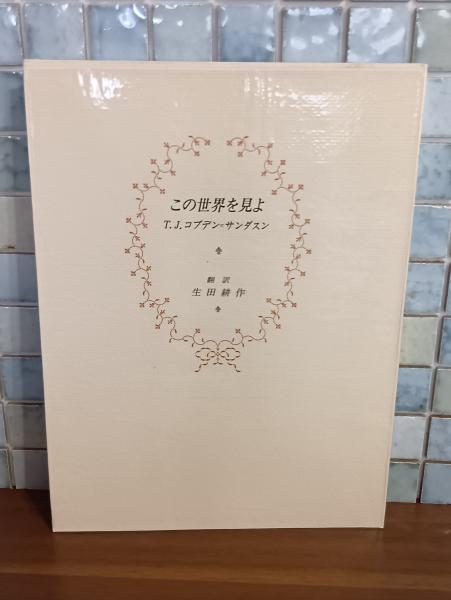 この世界を見よ
T. J. コブデン=サンダスン
翻訳
生田耕作